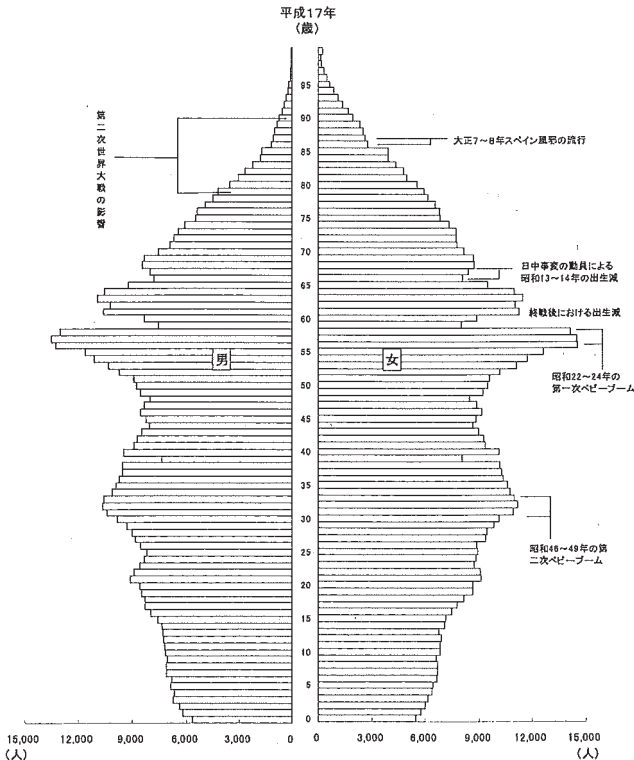 平成17年
(歳)
95
90
85
80
75
70
65
60
55
50
45
40
35
30
25
20
15
10
5
0
第二次世界大戦の影響
大正7~8年スペイン風邪の流行
日中事変の動員による
昭和13~14年の出生減
終戦後における出生減
昭和22~24年の
第一次ベビーブーム
昭和46~49年の第
二次ベビーブーム
男
女
15,000 12,000 9,000 6,000 3,000 0
(人)
0 3,000 6,000 9,000 12,000 15,000
(人)